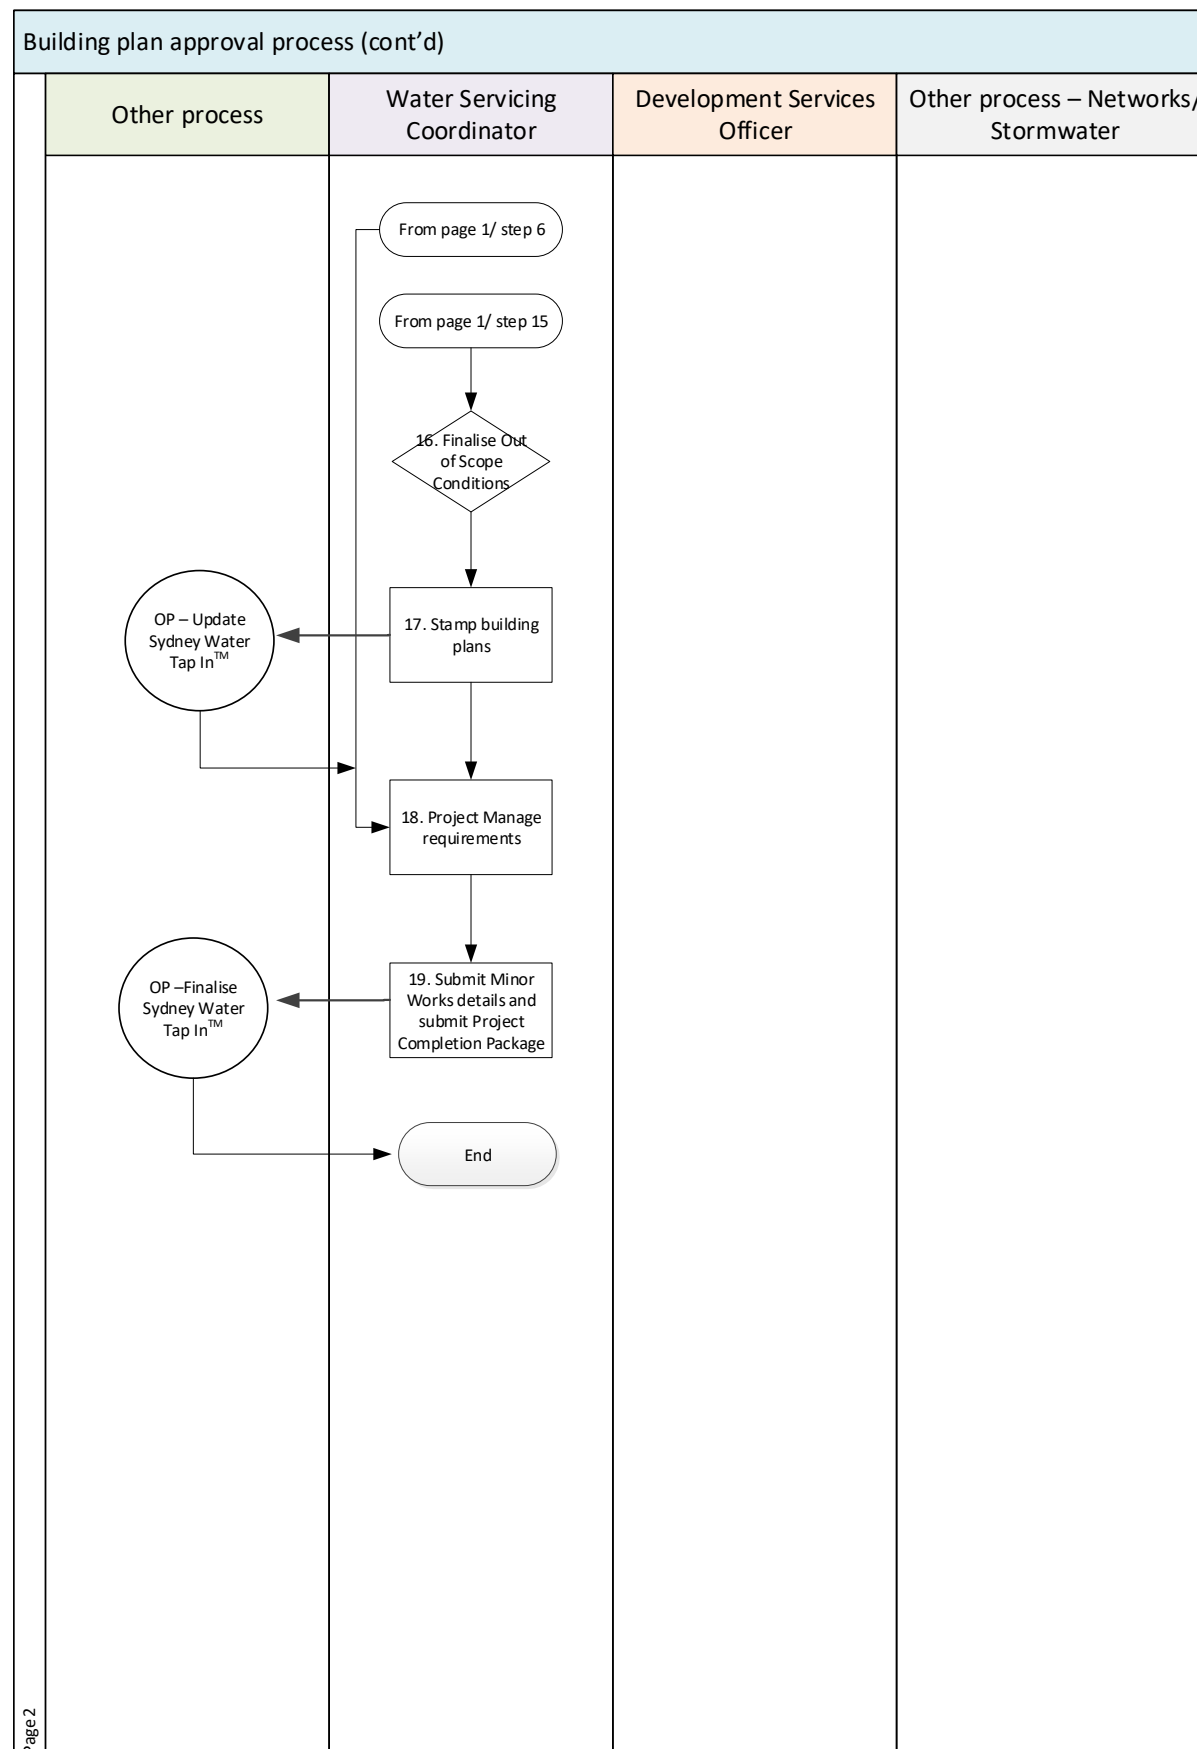 Building plan approval process (cont’d)
Other process
Water Servicing
Coordinator
Development Services
Officer
Other process – Networks/
Stormwater
From page 1/ step 6
From page 1/ step 15
16. Finalise Out
of Scope
Conditions
OP – Update
Sydney Water
Tap In™
17. Stamp building
plans
18. Project Manage
requirements
OP –Finalise
Sydney Water
Tap In™
19. Submit Minor
Works details and
submit Project
Completion Package
End
Page 2